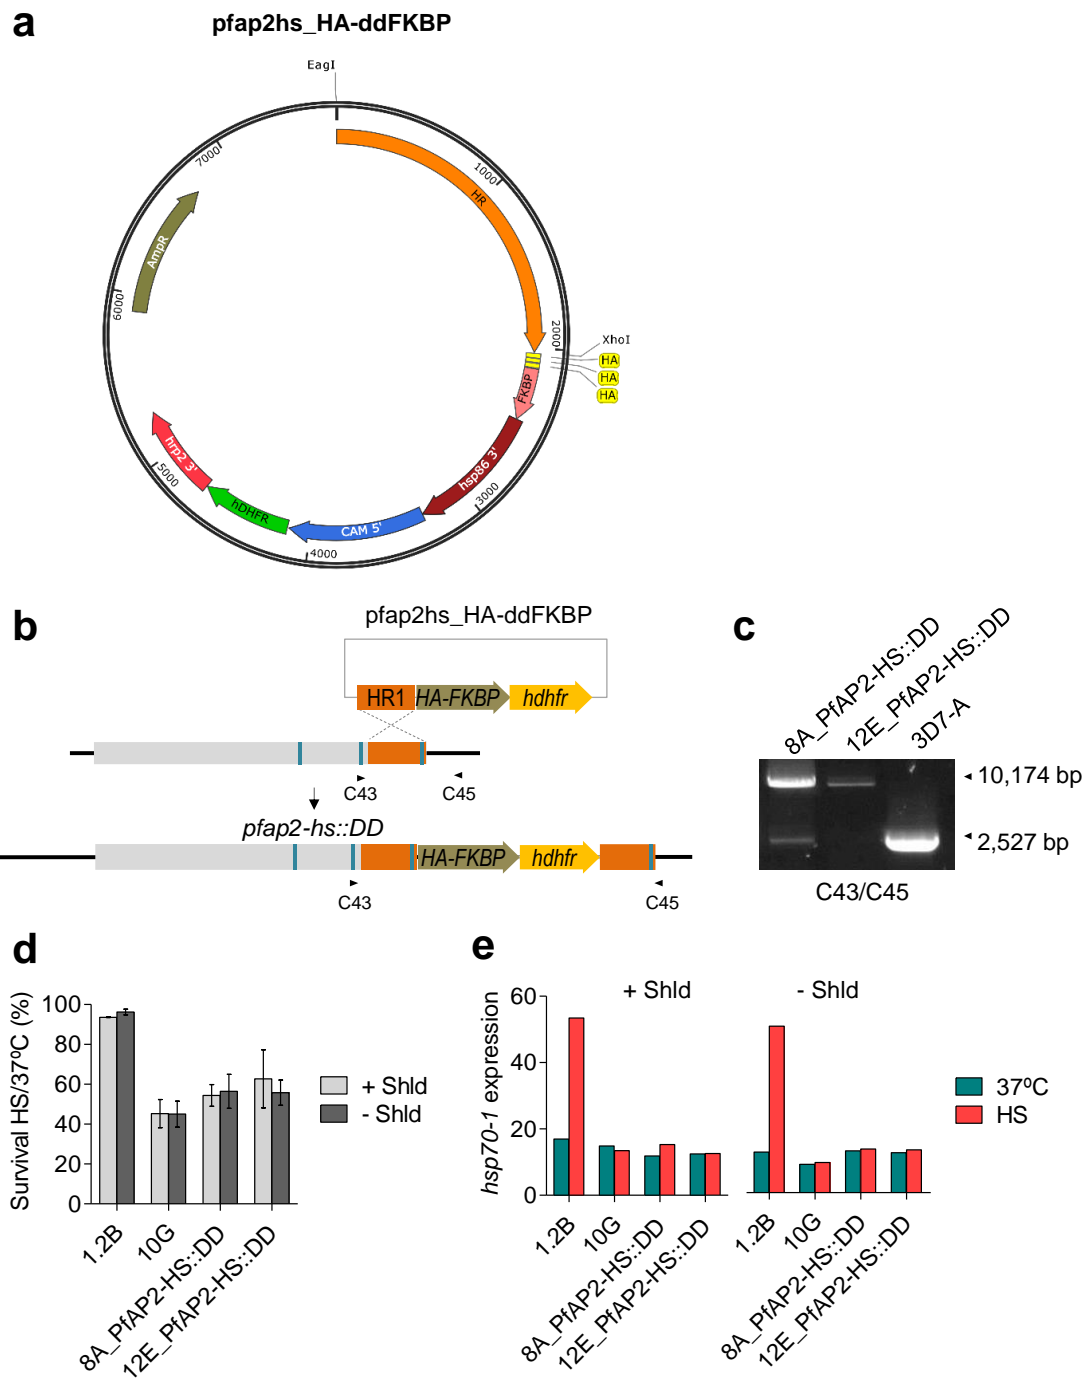 a
pfap2hs_HA-ddFKBP
EagI
1000
2000
3000
4000
5000
6000
7000
HR
XhoI
HA
HA
HA
FKBP
hsp86 3'
CAM 5'
hDHFR
hrp2 3'
AmpR
b
pfap2hs_HA-ddFKBP
HR1
HA-FKBP
hdhfr
C43
C45
pfap2-hs::DD
HA-FKBP
hdhfr
C43
C45
c
8A_PfAP2-HS::DD
12E_PfAP2-HS::DD
3D7-A
10,174 bp
2,527 bp
C43/C45
d
Survival HS/37ºC (%)
100
80
60
40
20
0
1.2B
10G
8A_PfAP2-HS::DD
12E_PfAP2-HS::DD
+ Shld
- Shld
e
hsp70-1 expression
60
40
20
0
+ Shld
- Shld
1.2B
10G
8A_PfAP2-HS::DD
12E_PfAP2-HS::DD
1.2B
10G
8A_PfAP2-HS::DD
12E_PfAP2-HS::DD
37ºC
HS